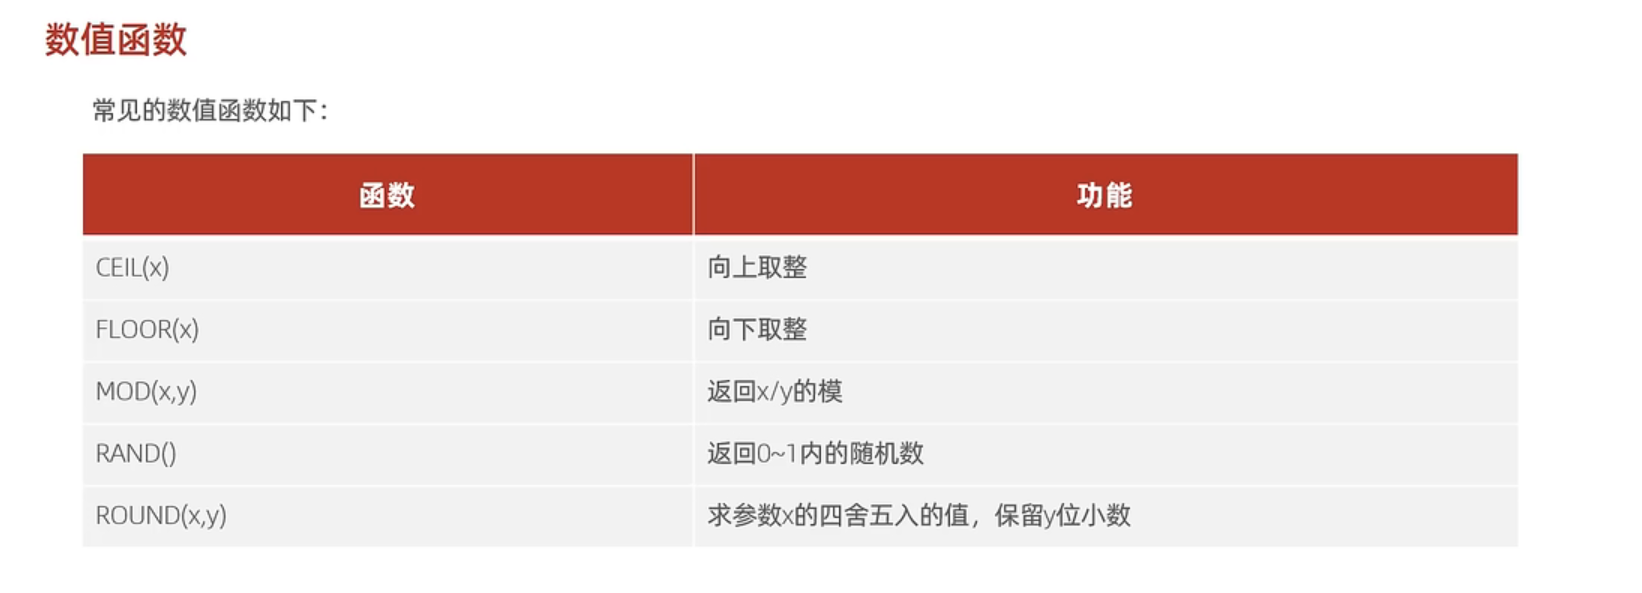 数值函数
常见的数值函数如下：
函数 功能
CEIL(x) 向上取整
FLOOR(x) 向下取整
MOD(x,y) 返回x/y的模
RAND() 返回0~1内的随机数
ROUND(x,y) 求参数x的四舍五入的值，保留y位小数